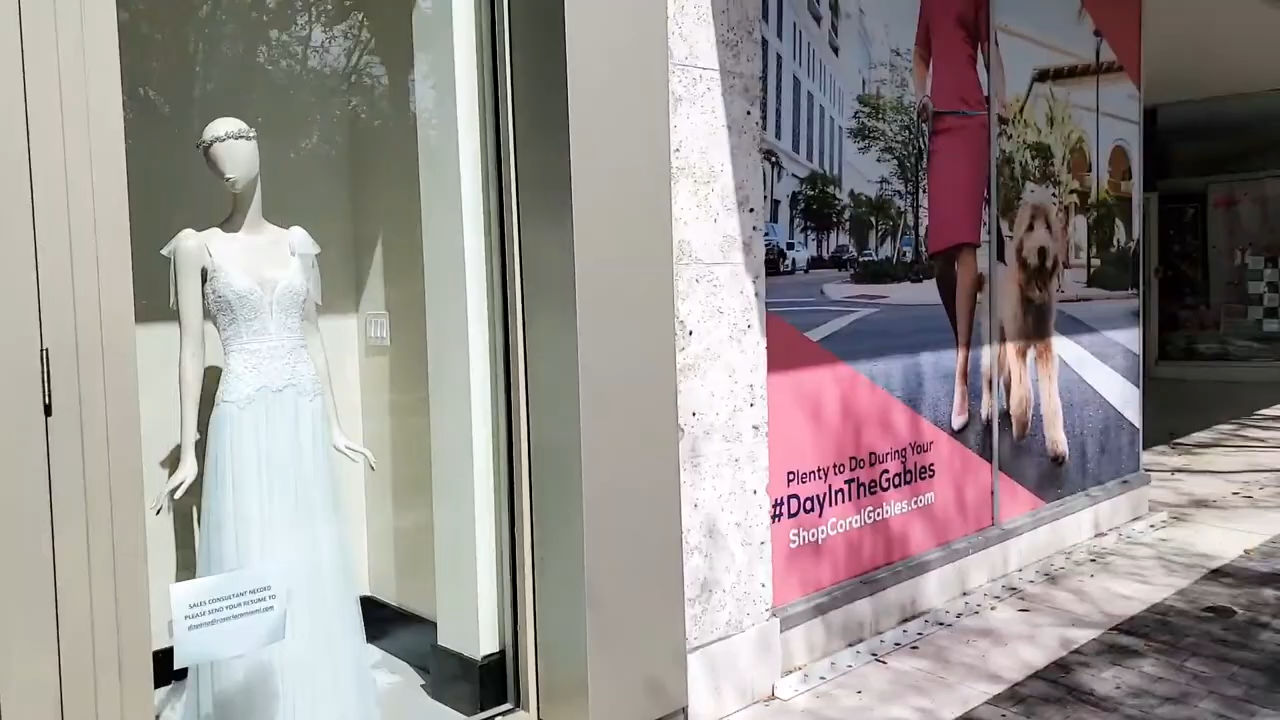 SALES CONSULTANT NEEDED
PLEASE SEND YOUR RESUME TO
Plenty to Do During Your
#DayInTheGables
ShopCoralGables.com